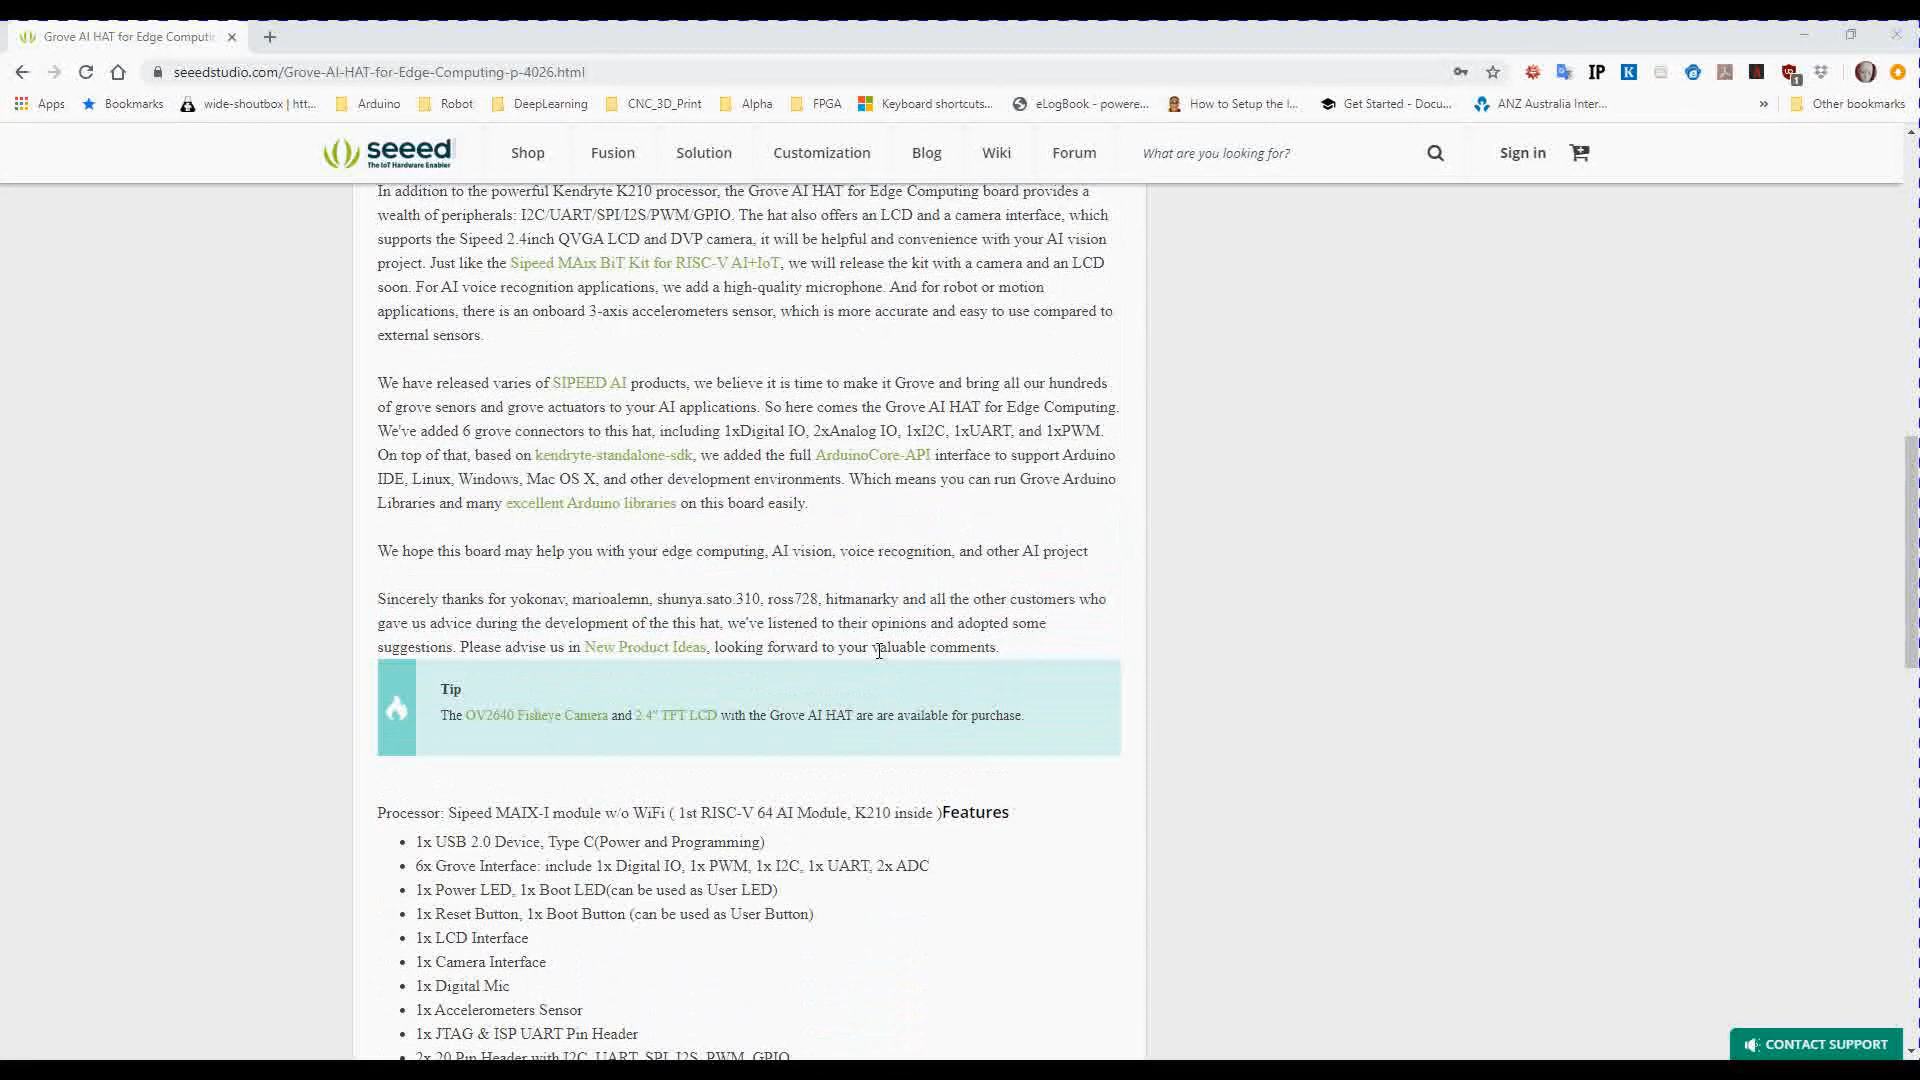 Grove AI HAT for Edge Computin
seeedstudio.com/Grove-AI-HAT-for-Edge-Computing-p-4026.html
IP K 1
Apps Bookmarks wide-shoutbox | htt... Arduino Robot DeepLearning CNC_3D_Print Alpha FPGA Keyboard shortcuts... eLogBook - powere... How to Setup the I... Get Started - Docu... ANZ Australia Inter... » Other bookmarks
seeed
The IoT Hardware Enabler
Shop Fusion Solution Customization Blog Wiki Forum What are you looking for? Sign in
In addition to the powerful Kendryte K210 processor, the Grove AI HAT for Edge Computing board provides a
wealth of peripherals: I2C/UART/SPI/I2S/PWM/GPIO. The hat also offers an LCD and a camera interface, which
supports the Sipeed 2.4inch QVGA LCD and DVP camera, it will be helpful and convenience with your AI vision
project. Just like the Sipeed MAix BiT Kit for RISC-V AI+IoT, we will release the kit with a camera and an LCD
soon. For AI voice recognition applications, we add a high-quality microphone. And for robot or motion
applications, there is an onboard 3-axis accelerometers sensor, which is more accurate and easy to use compared to
external sensors.
We have released varies of SIPEED AI products, we believe it is time to make it Grove and bring all our hundreds
of grove senors and grove actuators to your AI applications. So here comes the Grove AI HAT for Edge Computing.
We've added 6 grove connectors to this hat, including 1xDigital IO, 2xAnalog IO, 1xI2C, 1xUART, and 1xPWM.
On top of that, based on kendryte-standalone-sdk, we added the full ArduinoCore-API interface to support Arduino
IDE, Linux, Windows, Mac OS X, and other development environments. Which means you can run Grove Arduino
Libraries and many excellent Arduino libraries on this board easily.
We hope this board may help you with your edge computing, AI vision, voice recognition, and other AI project
Sincerely thanks for yokonav, marioalemn, shunya.sato.310, ross728, hitmanarky and all the other customers who
gave us advice during the development of the this hat, we've listened to their opinions and adopted some
suggestions. Please advise us in New Product Ideas, looking forward to your valuable comments.
Tip
The OV2640 Fisheye Camera and 2.4" TFT LCD with the Grove AI HAT are are available for purchase.
Processor: Sipeed MAIX-I module w/o WiFi ( 1st RISC-V 64 AI Module, K210 inside )Features
• 1x USB 2.0 Device, Type C(Power and Programming)
• 6x Grove Interface: include 1x Digital IO, 1x PWM, 1x I2C, 1x UART, 2x ADC
• 1x Power LED, 1x Boot LED(can be used as User LED)
• 1x Reset Button, 1x Boot Button (can be used as User Button)
• 1x LCD Interface
• 1x Camera Interface
• 1x Digital Mic
• 1x Accelerometers Sensor
• 1x JTAG & ISP UART Pin Header
• 2x 20 Pin Header with I2C, UART, SPI, I2S, PWM, GPIO
CONTACT SUPPORT